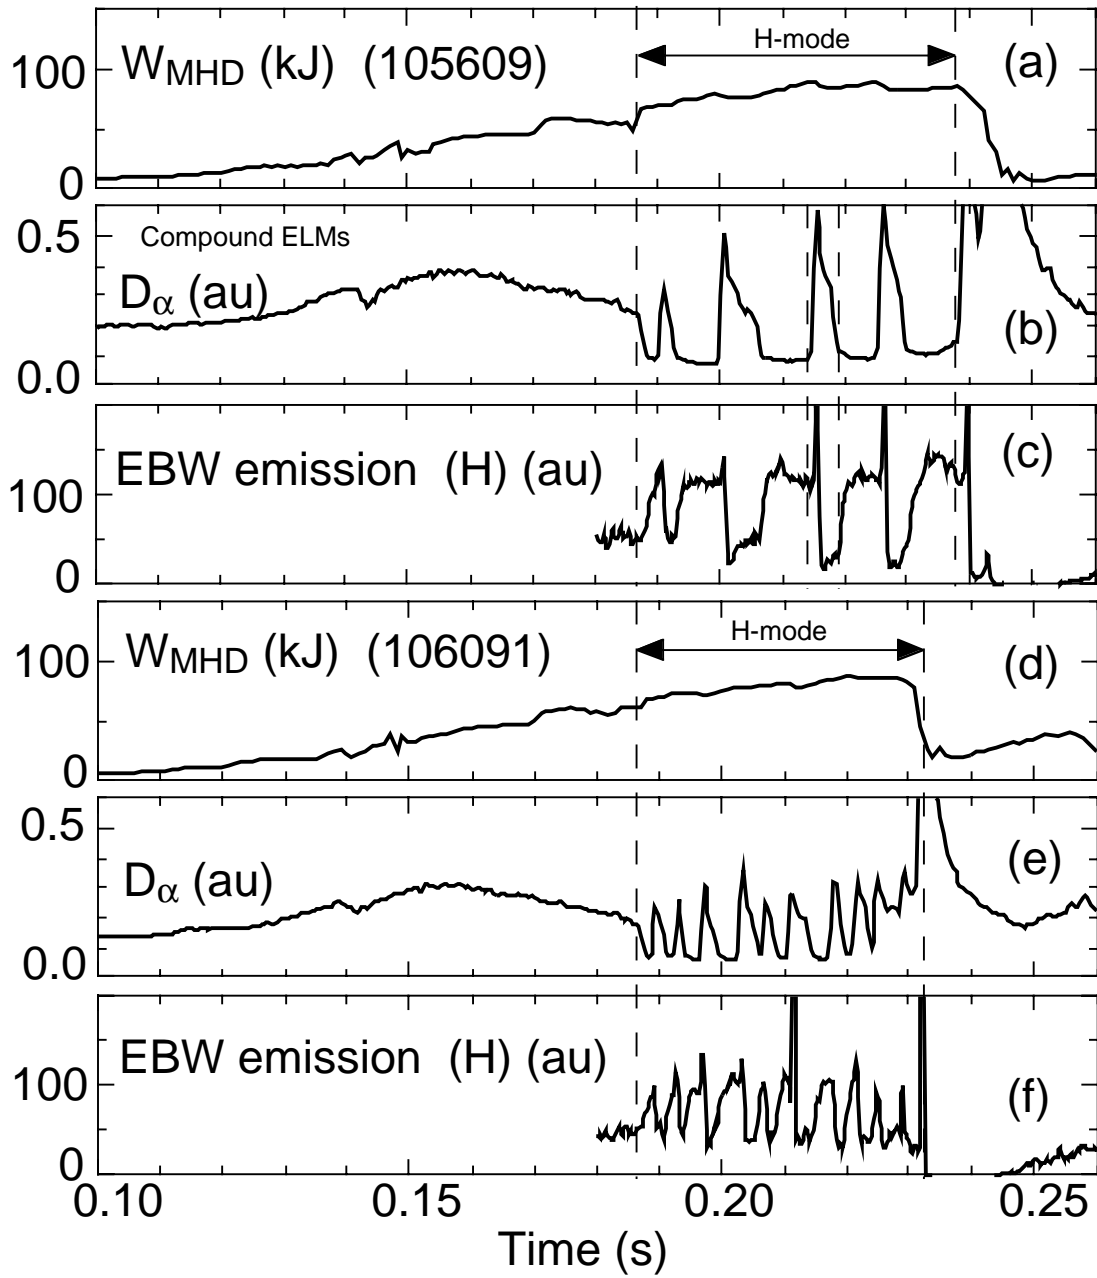 W_MHD (kJ) (105609)
H-mode
(a)
100
0
Compound ELMs
D_α (au)
(b)
0.5
0.0
EBW emission (H) (au)
(c)
100
0
W_MHD (kJ) (106091)
H-mode
(d)
100
0
D_α (au)
(e)
0.5
0.0
EBW emission (H) (au)
(f)
100
0
0.10 0.15 0.20 0.25
Time (s)